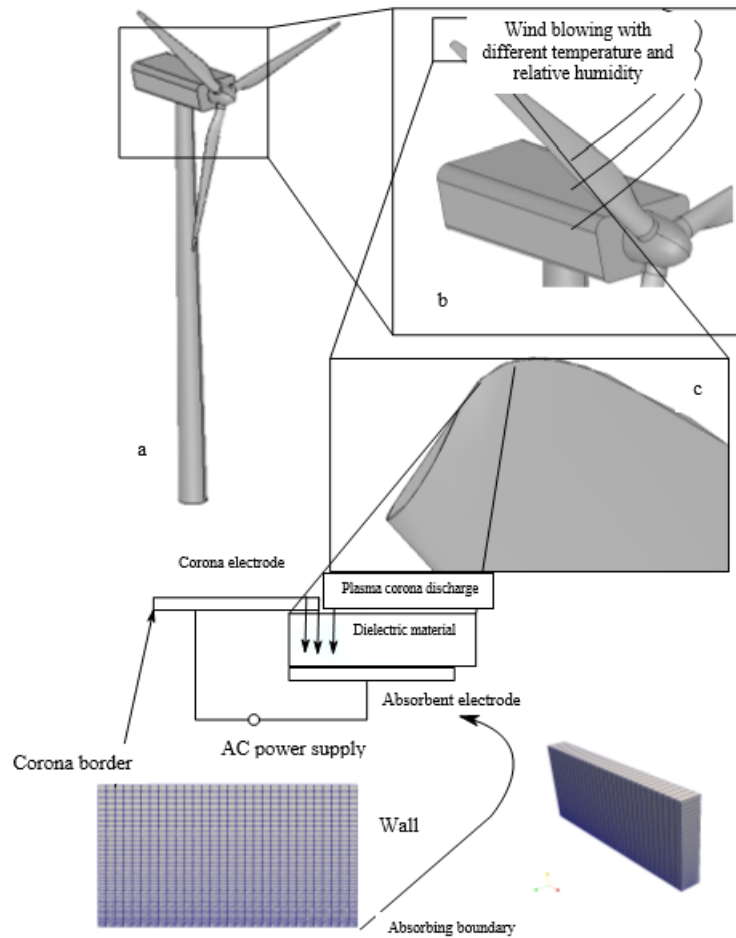 Wind blowing with
different temperature and
relative humidity
b
c
a
Corona electrode
Plasma corona discharge
Dielectric material
Absorbent electrode
AC power supply
Corona border
Wall
Absorbing boundary